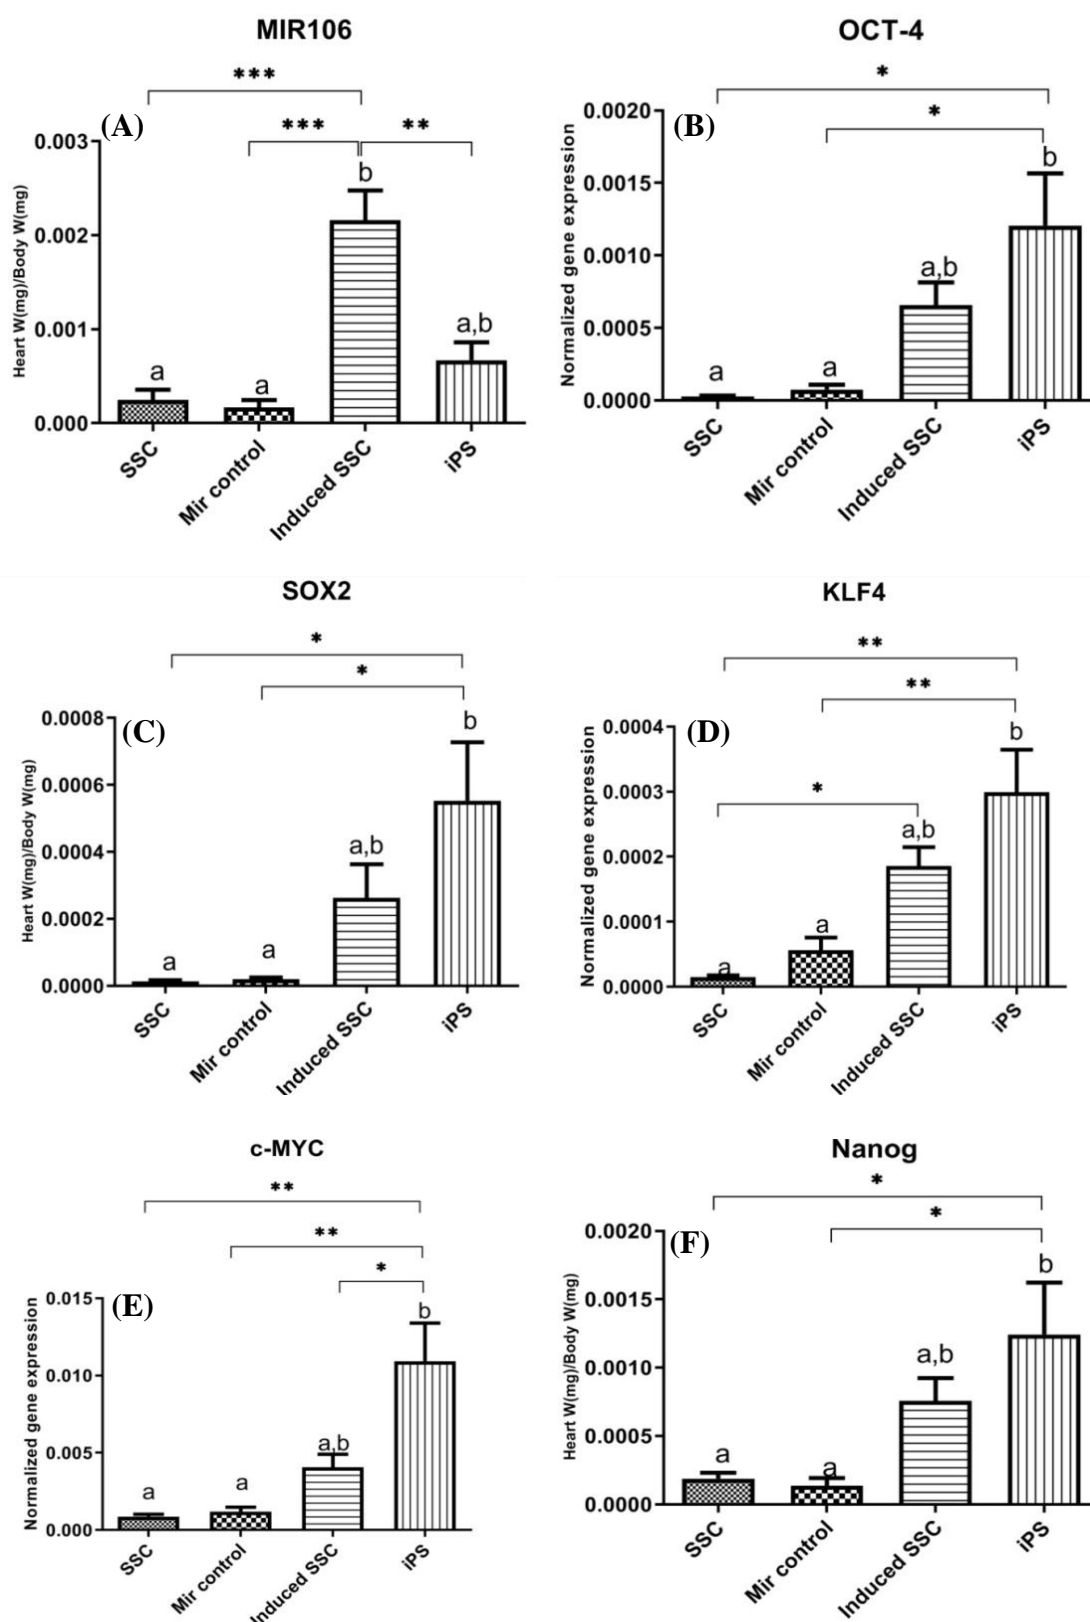 MIR106
***
(A)
***
**
Heart W(mg)/Body W(mg)
0.003
0.002
0.001
0.000
a
a
b
a,b
SSC
Mir control
Induced SSC
iPS
OCT-4
*
(B)
*
Normalized gene expression
0.0020
0.0015
0.0010
0.0005
0.0000
a
a
a,b
b
SSC
Mir control
Induced SSC
iPS
SOX2
*
*
(C)
Heart W(mg)/Body W(mg)
0.0008
0.0006
0.0004
0.0002
0.0000
a
a
a,b
b
SSC
Mir control
Induced SSC
iPS
KLF4
**
**
(D)
*
Normalized gene expression
0.0004
0.0003
0.0002
0.0001
0.0000
a
a
a,b
b
SSC
Mir control
Induced SSC
iPS
c-MYC
**
**
*
(E)
Normalized gene expression
0.015
0.010
0.005
0.000
a
a
a,b
b
SSC
Mir control
Induced SSC
iPS
Nanog
*
*
(F)
Heart W(mg)/Body W(mg)
0.0020
0.0015
0.0010
0.0005
0.0000
a
a
a,b
b
SSC
Mir control
Induced SSC
iPS